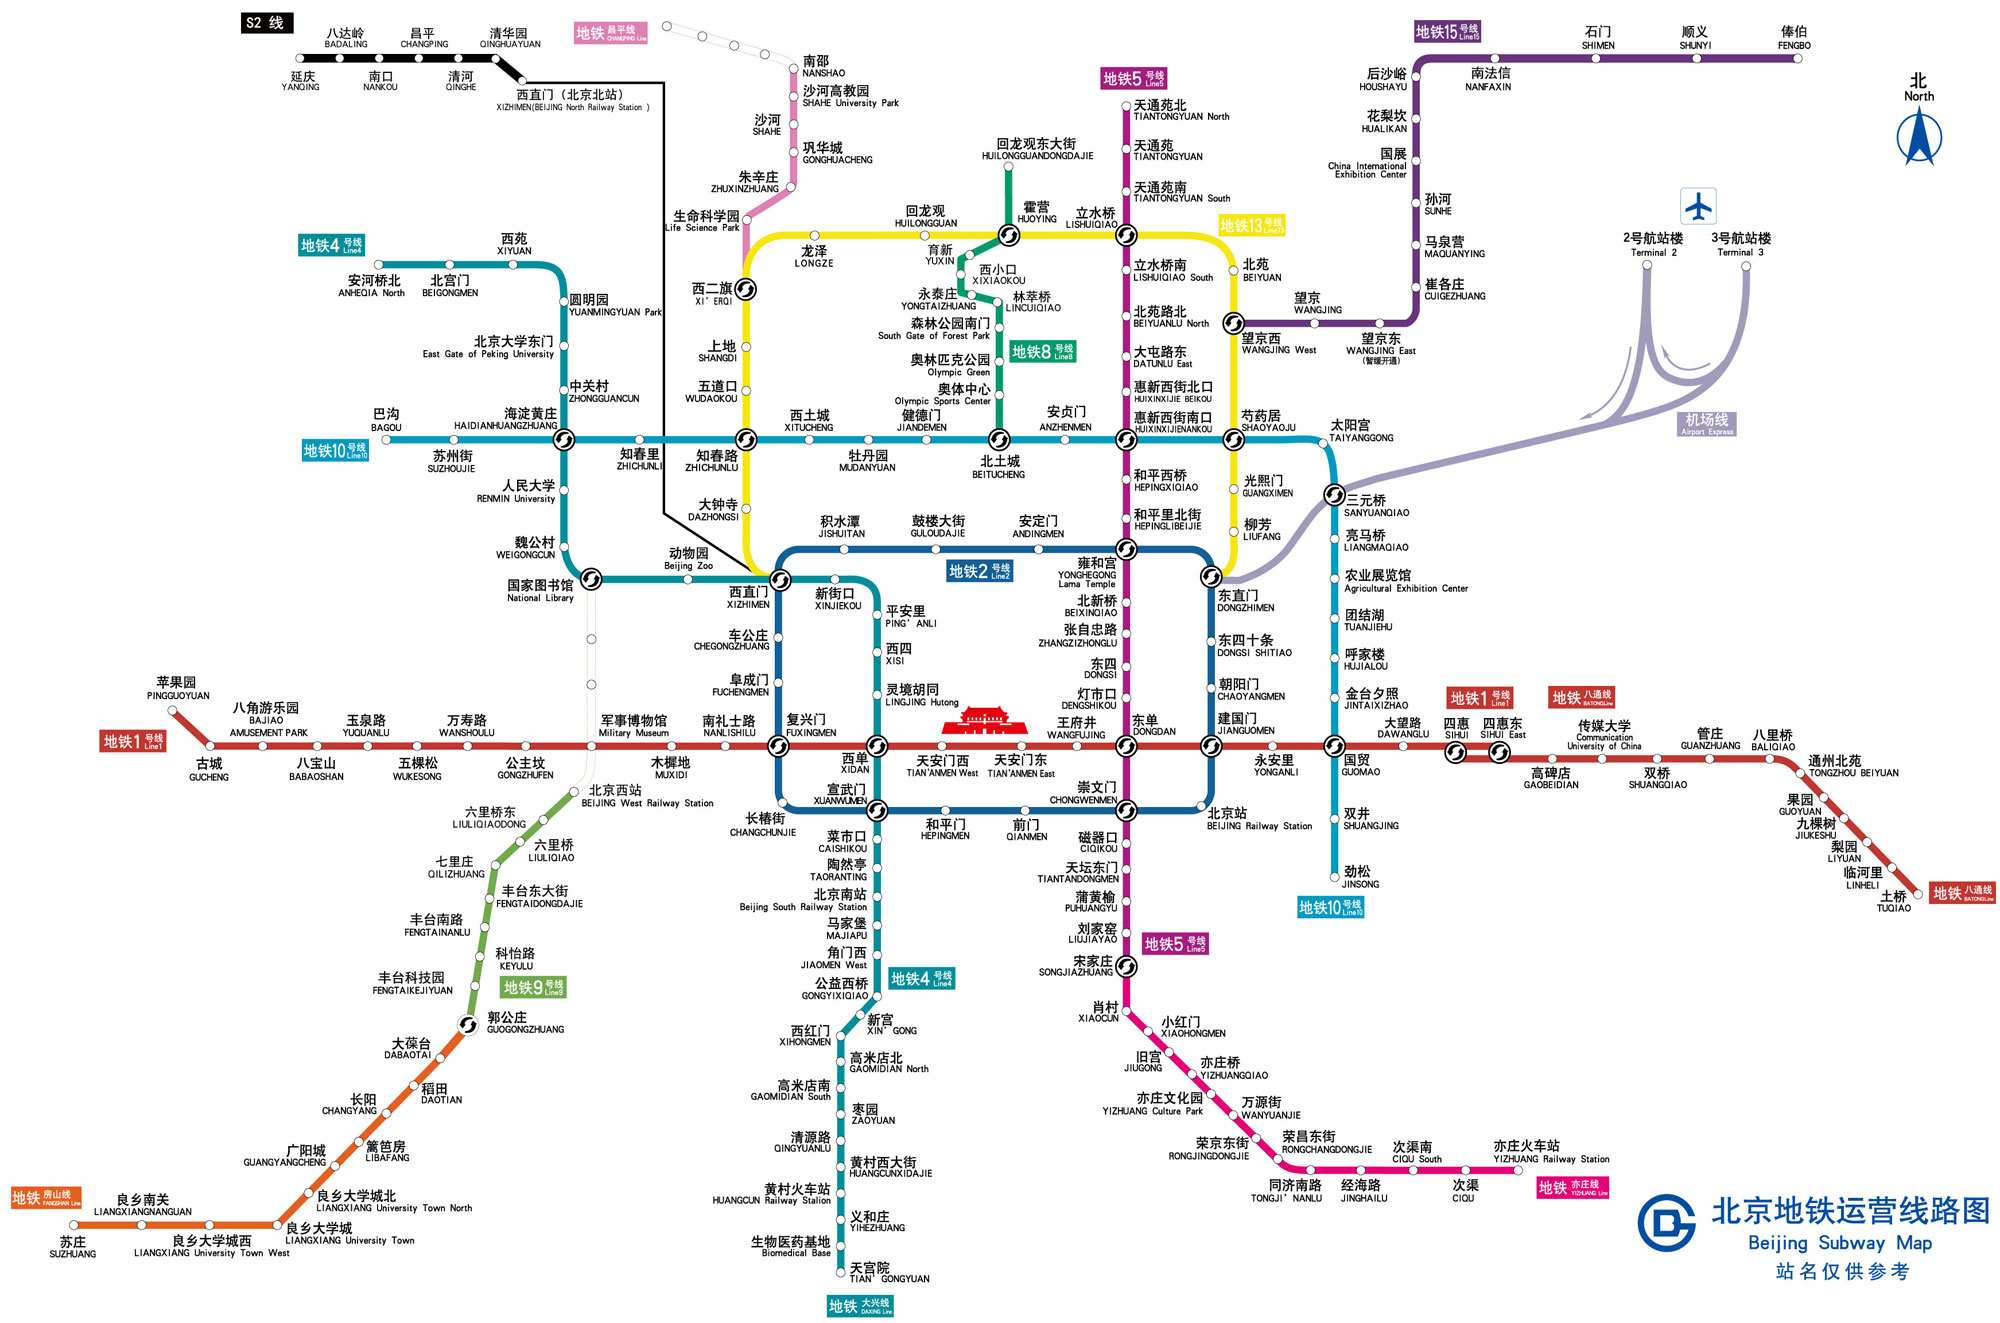 S2 线
八达岭
BADALING
昌平
CHANGPING
清华园
QINGHUAYUAN
延庆
YANQING
南口
NANKOU
清河
QINGHE
西直门（北京北站）
XIZHIMEN(BEIJING North Railway Station )
地铁 昌平线
CHANGPING Line
南邵
NANSHAO
沙河高教园
SHAHE University Park
沙河
SHAHE
巩华城
GONGHUACHENG
朱辛庄
ZHUXINZHUANG
生命科学园
Life Science Park
西二旗
XI' ERQI
地铁5 号线
Line5
天通苑北
TIANTONGYUAN North
天通苑
TIANTONGYUAN
天通苑南
TIANTONGYUAN South
立水桥
LISHUIQIAO
立水桥南
LISHUIQIAO South
北苑路北
BEIYUANLU North
大屯路东
DATUNLU East
惠新西街北口
HUIXINXIJIE BEIKOU
惠新西街南口
HUIXINXIJIENANKOU
和平西桥
HEPINGXIQIAO
和平里北街
HEPINGLIBEIJIE
雍和宫
YONGHEGONG
Lama Temple
北新桥
BEIXINQIAO
张自忠路
ZHANGZIZHONGLU
东四
DONGSI
灯市口
DENGSHIKOU
东单
DONGDAN
崇文门
CHONGWENMEN
磁器口
CIQIKOU
天坛东门
TIANTANDONGMEN
蒲黄榆
PUHUANGYU
刘家窑
LIUJIAYAO
宋家庄
SONGJIAZHUANG
地铁5 号线
Line5
地铁15 号线
Line15
石门
SHIMEN
顺义
SHUNYI
俸伯
FENGBO
南法信
NANFAXIN
后沙峪
HOUSHAYU
花梨坎
HUALIKAN
国展
China International
Exhibition Center
孙河
SUNHE
马泉营
MAQUANYING
崔各庄
CUIGEZHUANG
望京
WANGJING
望京东
WANGJING East
(暂缓开通)
望京西
WANGJING West
北
North
2号航站楼
Terminal 2
3号航站楼
Terminal 3
机场线
Airport Express
地铁13 号线
Line13
回龙观东大街
HUILONGGUANDONGDAJIE
霍营
HUOYING
回龙观
HUILONGGUAN
龙泽
LONGZE
北苑
BEIYUAN
上地
SHANGDI
五道口
WUDAOKOU
知春路
ZHICHUNLU
大钟寺
DAZHONGSI
芍药居
SHAOYAOJU
光熙门
GUANGXIMEN
柳芳
LIUFANG
育新
YUXIN
西小口
XIXIAOKOU
永泰庄
YONGTAIZHUANG
林萃桥
LINCUIQIAO
森林公园南门
South Gate of Forest Park
地铁8 号线
Line8
奥林匹克公园
Olympic Green
奥体中心
Olympic Sports Center
北土城
BEITUCHENG
地铁4 号线
Line4
西苑
XIYUAN
安河桥北
ANHEQIA North
北宫门
BEIGONGMEN
圆明园
YUANMINGYUAN Park
北京大学东门
East Gate of Peking University
中关村
ZHONGGUANCUN
海淀黄庄
HAIDIANHUANGZHUANG
人民大学
RENMIN University
魏公村
WEIGONGCUN
国家图书馆
National Library
动物园
Beijing Zoo
西直门
XIZHIMEN
新街口
XINJIEKOU
平安里
PING' ANLI
西四
XISI
灵境胡同
LINGJING Hutong
西单
XIDAN
宣武门
XUANWUMEN
菜市口
CAISHIKOU
陶然亭
TAORANTING
北京南站
Beijing South Railway Station
马家堡
MAJIAPU
角门西
JIAOMEN West
公益西桥
GONGYIXIQIAO
地铁4 号线
Line4
地铁10 号线
Line10
巴沟
BAGOU
苏州街
SUZHOUJIE
知春里
ZHICHUNLI
西土城
XITUCHENG
牡丹园
MUDANYUAN
健德门
JIANDEMEN
安贞门
ANZHENMEN
太阳宫
TAIYANGGONG
三元桥
SANYUANQIAO
亮马桥
LIANGMAQIAO
农业展览馆
Agricultural Exhibition Center
团结湖
TUANJIEHU
呼家楼
HUJIALOU
金台夕照
JINTAIXIZHAO
国贸
GUOMAO
双井
SHUANGJING
劲松
JINSONG
地铁10 号线
Line10
积水潭
JISHUITAN
鼓楼大街
GULOUDAJIE
安定门
ANDINGMEN
地铁2 号线
Line2
东直门
DONGZHIMEN
东四十条
DONGSI SHITIAO
朝阳门
CHAOYANGMEN
建国门
JIANGUOMEN
北京站
BEIJING Railway Station
前门
QIANMEN
和平门
HEPINGMEN
长椿街
CHANGCHUNJIE
复兴门
FUXINGMEN
阜成门
FUCHENGMEN
车公庄
CHEGONGZHUANG
地铁1 号线
Line1
苹果园
PINGGUOYUAN
古城
GUCHENG
八角游乐园
BAJIAO
AMUSEMENT PARK
八宝山
BABAOSHAN
玉泉路
YUQUANLU
五棵松
WUKESONG
万寿路
WANSHOULU
公主坟
GONGZHUFEN
军事博物馆
Military Museum
木樨地
MUXIDI
南礼士路
NANLISHILU
天安门西
TIAN'ANMEN West
天安门东
TIAN'ANMEN East
王府井
WANGFUJING
永安里
YONGANLI
大望路
DAWANGLU
地铁1 号线
Line1
四惠
SIHUI
四惠东
SIHUI East
地铁 八通线
BATONGLine
高碑店
GAOBEIDIAN
传媒大学
Communication
University of China
双桥
SHUANGQIAO
管庄
GUANZHUANG
八里桥
BALIQIAO
通州北苑
TONGZHOU BEIYUAN
果园
GUOYUAN
九棵树
JIUKESHU
梨园
LIYUAN
临河里
LINHELI
土桥
TUQIAO
地铁 八通线
BATONGLine
北京西站
BEIJING West Railway Station
六里桥东
LIULIQIAODONG
六里桥
LIULIQIAO
七里庄
QILIZHUANG
丰台东大街
FENGTAIDONGDAJIE
丰台南路
FENGTAINANLU
科怡路
KEYULU
丰台科技园
FENGTAIKEJIYUAN
地铁9 号线
Line9
郭公庄
GUOGONGZHUANG
大葆台
DABAOTAI
稻田
DAOTIAN
长阳
CHANGYANG
篱笆房
LIBAFANG
广阳城
GUANGYANGCHENG
良乡大学城北
LIANGXIANG University Town North
良乡大学城
LIANGXIANG University Town
良乡大学城西
LIANGXIANG University Town West
良乡南关
LIANGXIANGNANGUAN
苏庄
SUZHUANG
地铁 房山线
FANGSHAN Line
新宫
XIN' GONG
西红门
XIHONGMEN
高米店北
GAOMIDIAN North
高米店南
GAOMIDIAN South
枣园
ZAOYUAN
清源路
QINGYUANLU
黄村西大街
HUANGCUNXIDAJIE
黄村火车站
HUANGCUN Railway Station
义和庄
YIHEZHUANG
生物医药基地
Biomedical Base
天宫院
TIAN' GONGYUAN
地铁 大兴线
DAXING Line
肖村
XIAOCUN
小红门
XIAOHONGMEN
旧宫
JIUGONG
亦庄桥
YIZHUANGQIAO
亦庄文化园
YIZHUANG Culture Park
万源街
WANYUANJIE
荣京东街
RONGJINGDONGJIE
荣昌东街
RONGCHANGDONGJIE
同济南路
TONGJI' NANLU
经海路
JINGHAILU
次渠南
CIQU South
次渠
CIQU
亦庄火车站
YIZHUANG Railway Station
地铁 亦庄线
YIZHUANG Line
北京地铁运营线路图
Beijing Subway Map
站名仅供参考